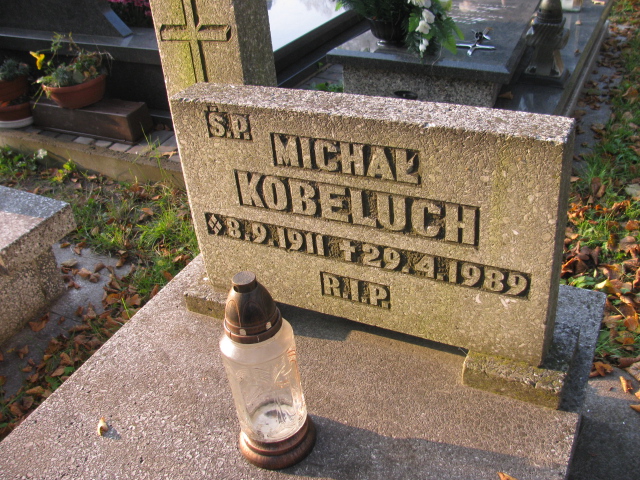 Ś.P.
MICHAŁ
KOBELUCH
8.9.1911 ✝29.4.1989
R.I.P.